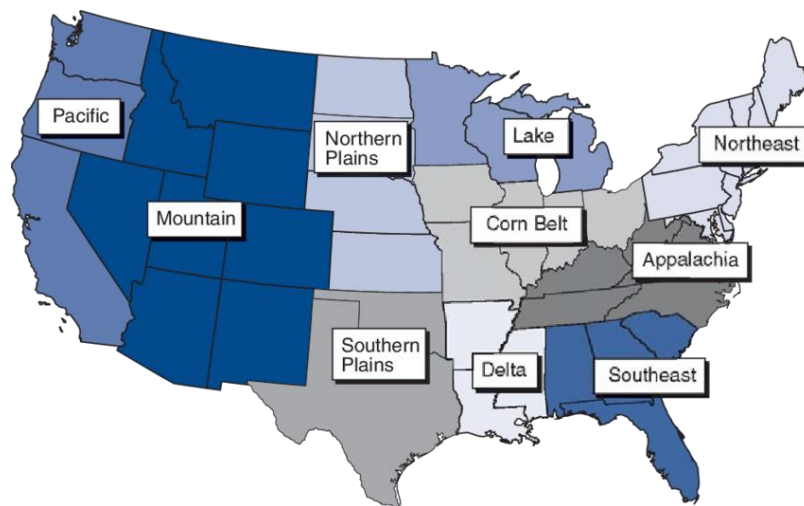 Pacific
Northern
Plains
Lake
Northeast
Mountain
Corn Belt
Appalachia
Southern
Plains
Delta
Southeast